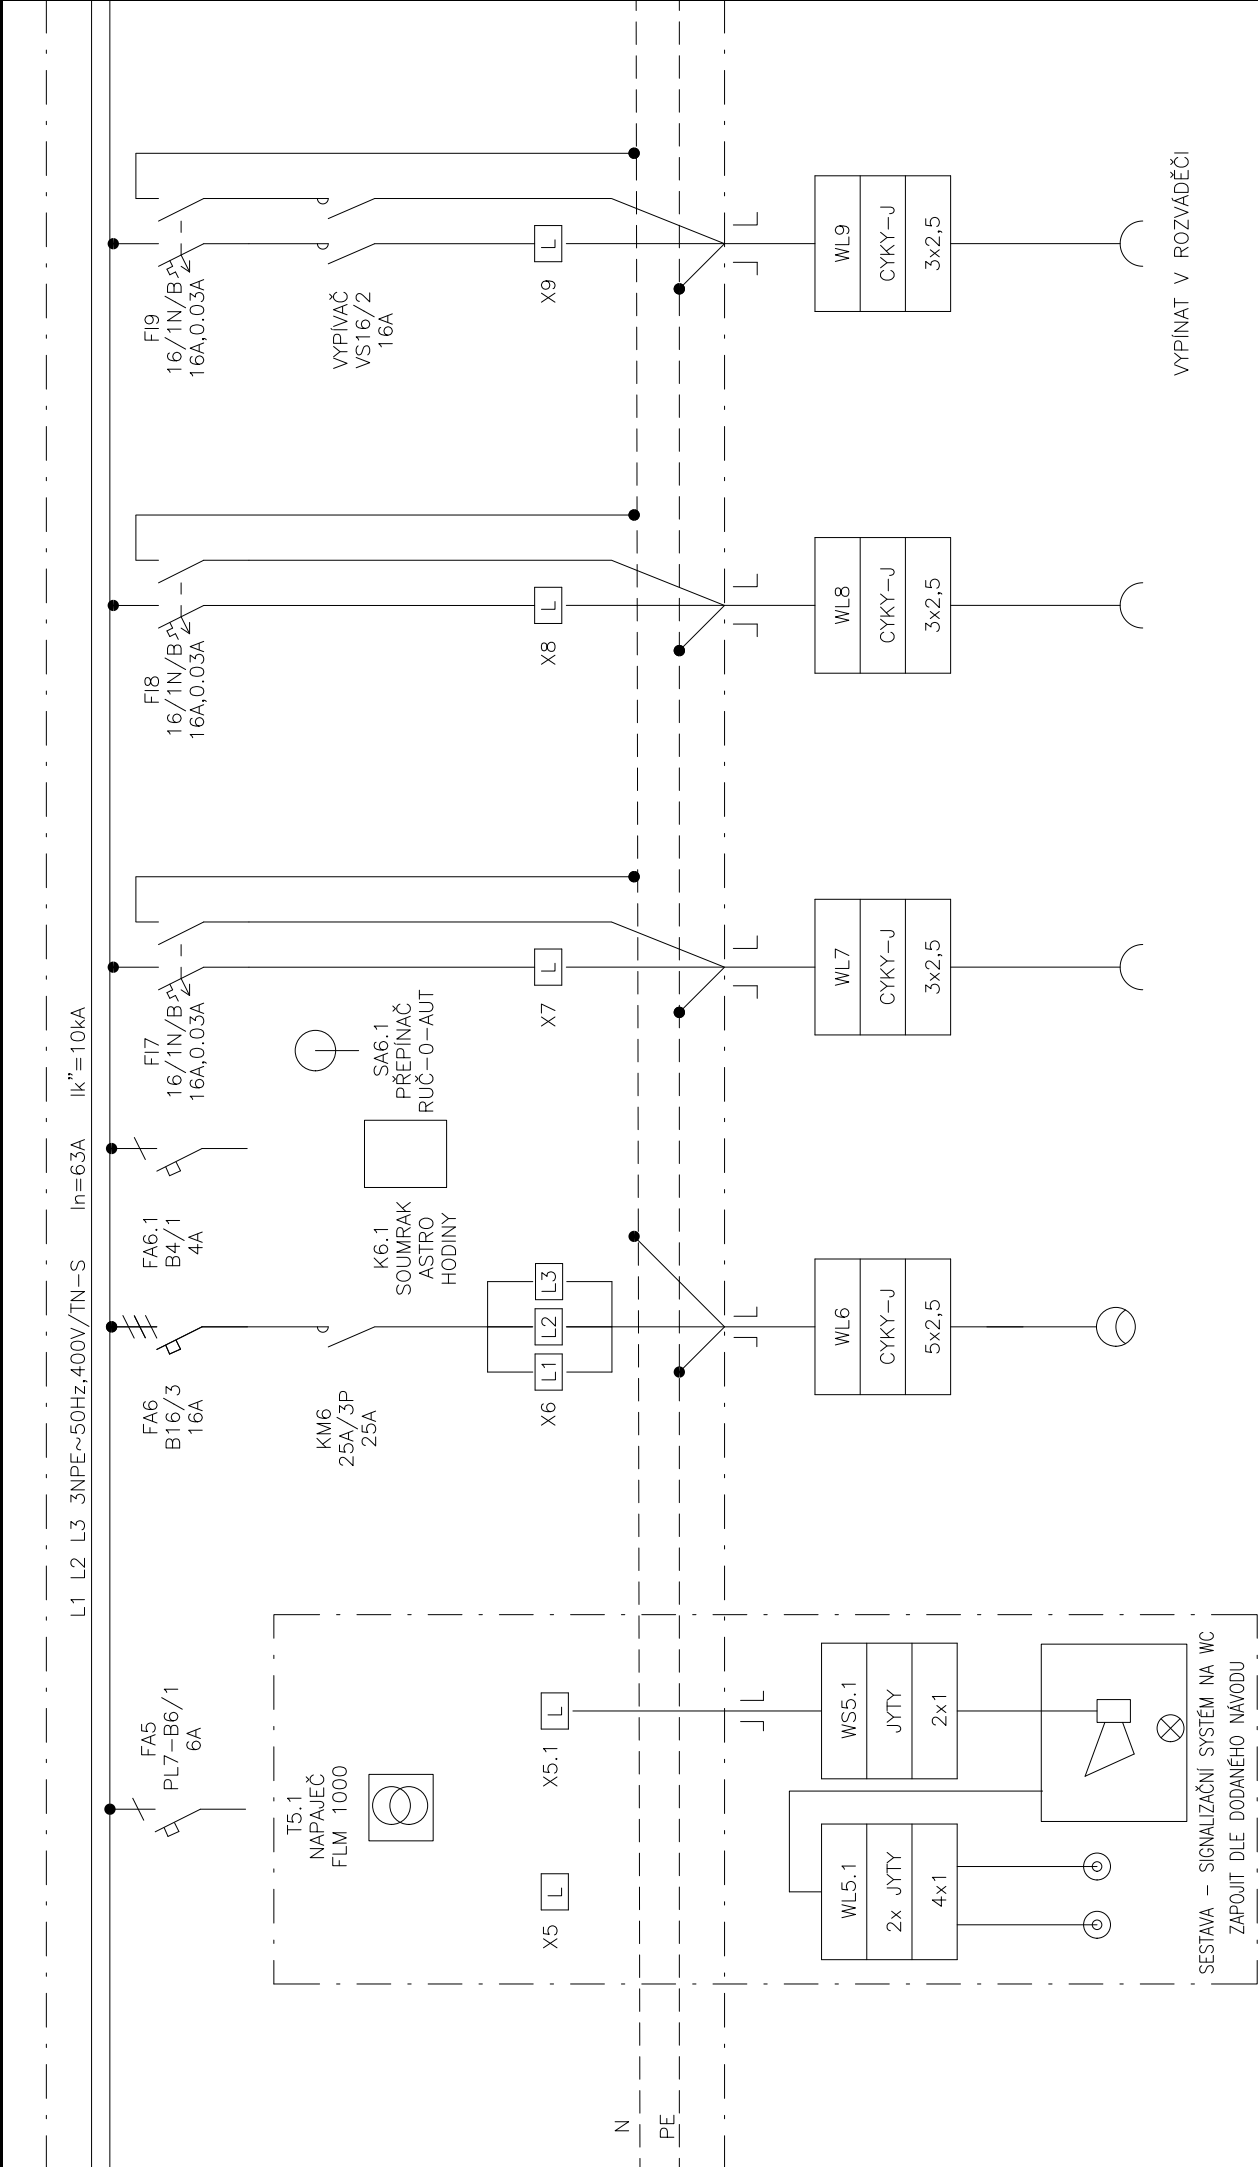 L1 L2 L3 3NPE~50Hz,400V/TN-S In=63A Ik"=10kA
FA5
PL7-B6/1
6A
T5.1
NAPAJEČ
FLM 1000
X5
L
X5.1
L
WL5.1
2x JYTY
4x1
WS5.1
JYTY
2x1
SESTAVA - SIGNALIZAČNÍ SYSTÉM NA WC
ZAPOJIT DLE DODANÉHO NÁVODU
N
PE
FA6
B16/3
16A
KM6
25A/3P
25A
X6
L1
L2
L3
WL6
CYKY-J
5x2,5
FA6.1
B4/1
4A
K6.1
SOUMRAK
ASTRO
HODINY
SA6.1
PŘEPÍNAČ
RUČ-0-AUT
FI7
16/1N/B
16A,0.03A
X7
L
WL7
CYKY-J
3x2,5
FI8
16/1N/B
16A,0.03A
X8
L
WL8
CYKY-J
3x2,5
FI9
16/1N/B
16A,0.03A
VYPÍVAČ
VS16/2
16A
X9
L
WL9
CYKY-J
3x2,5
VYPÍNAT V ROZVÁDĚČI